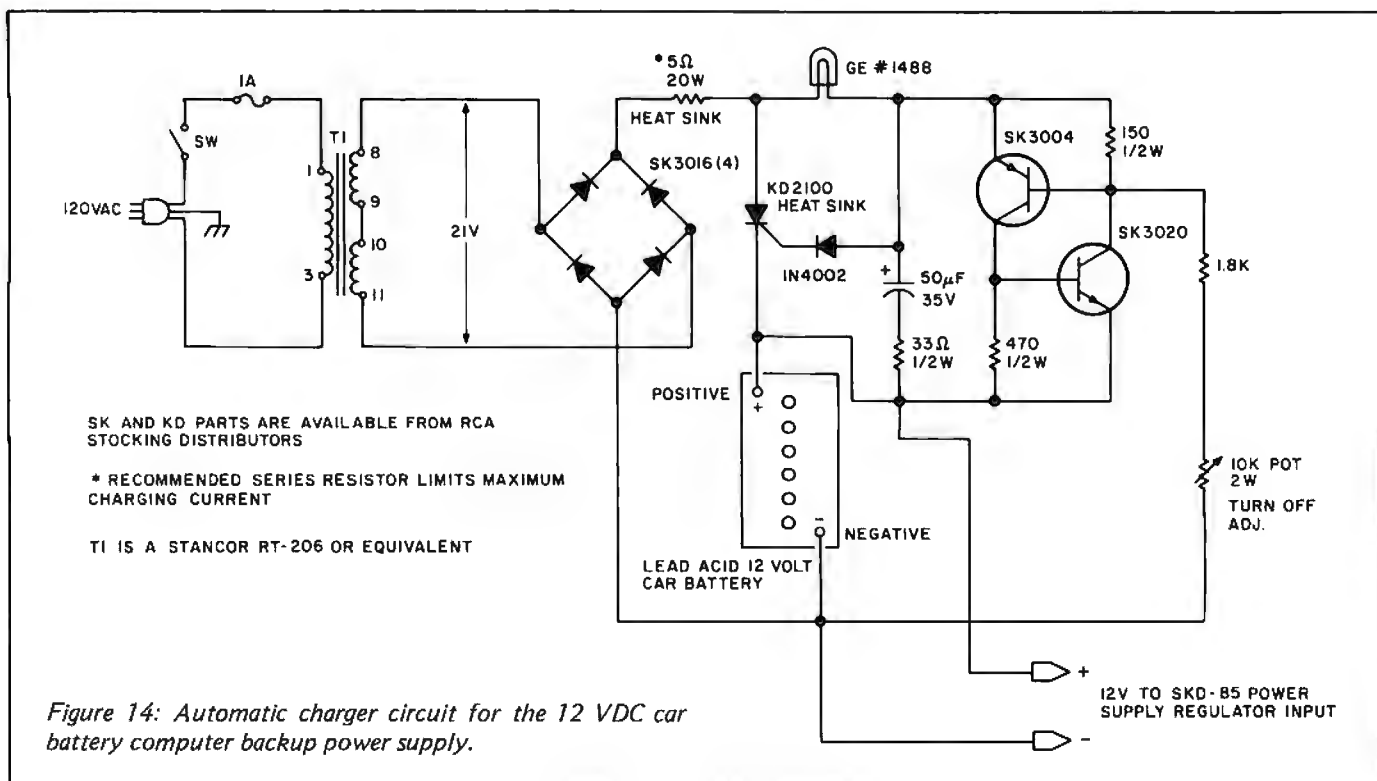 1A
SW
120VAC
T1
1
3
8
9
10
11
21V
*5Ω
20W
HEAT SINK
SK3016(4)
GE #1488
KD2100
HEAT SINK
IN4002
+
50µF
35V
33Ω
1/2W
SK3004
470
1/2W
150
1/2W
SK3020
1.8K
10K POT
2W
TURN OFF
ADJ.
POSITIVE
+
−
NEGATIVE
LEAD ACID 12 VOLT
CAR BATTERY
SK AND KD PARTS ARE AVAILABLE FROM RCA
STOCKING DISTRIBUTORS
* RECOMMENDED SERIES RESISTOR LIMITS MAXIMUM
CHARGING CURRENT
T1 IS A STANCOR RT-206 OR EQUIVALENT
+
12V TO SKD-85 POWER
SUPPLY REGULATOR INPUT
−
Figure 14: Automatic charger circuit for the 12 VDC car
battery computer backup power supply.